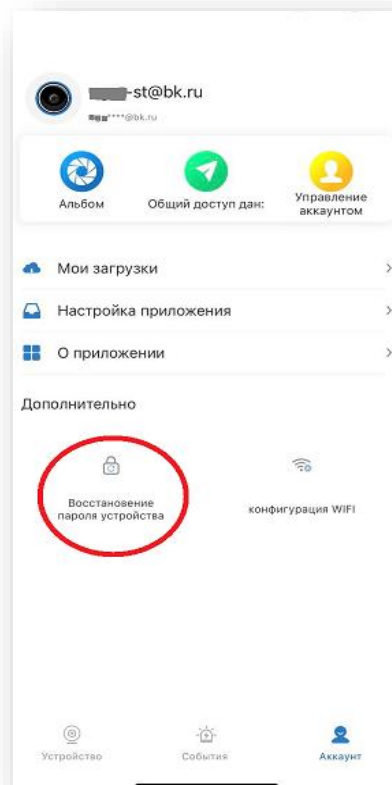 -st@bk.ru
****@bk.ru
Альбом
Общий доступ дан:
Управление
аккаунтом
Мои загрузки
Настройка приложения
О приложении
Дополнительно
Восстановение
пароля устройства
конфигурация WIFI
Устройство
События
Аккаунт